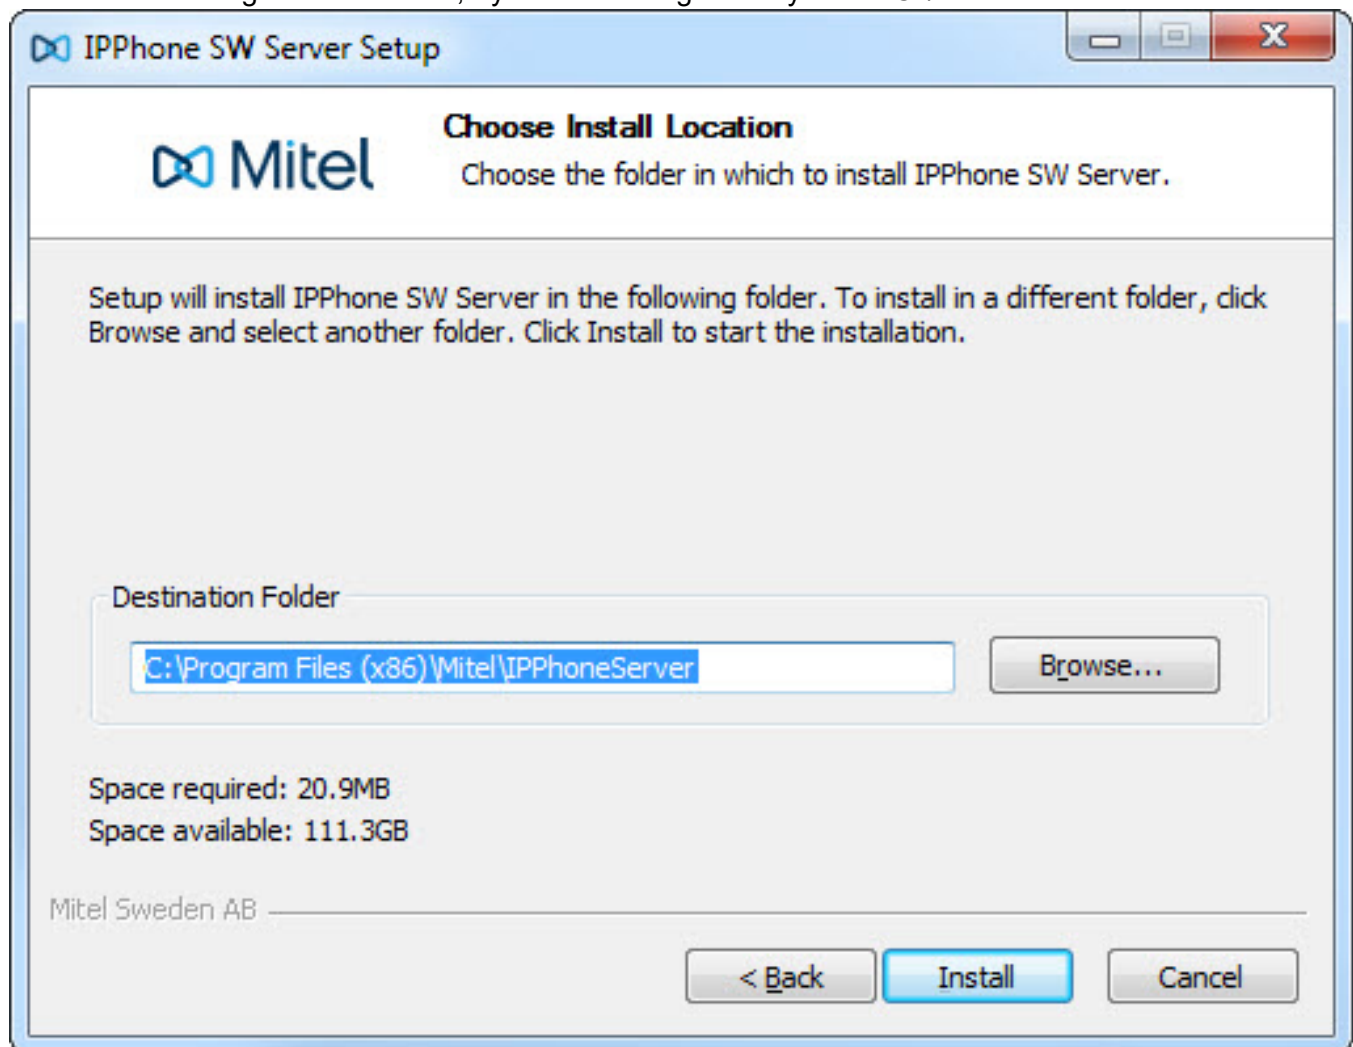 IPPhone SW Server Setup
Mitel
Choose Install Location
Choose the folder in which to install IPPhone SW Server.
Setup will install IPPhone SW Server in the following folder. To install in a different folder, click
Browse and select another folder. Click Install to start the installation.
Destination Folder
C:\Program Files (x86)\Mitel\IPPhoneServer
Browse...
Space required: 20.9MB
Space available: 111.3GB
Mitel Sweden AB
< Back Install Cancel